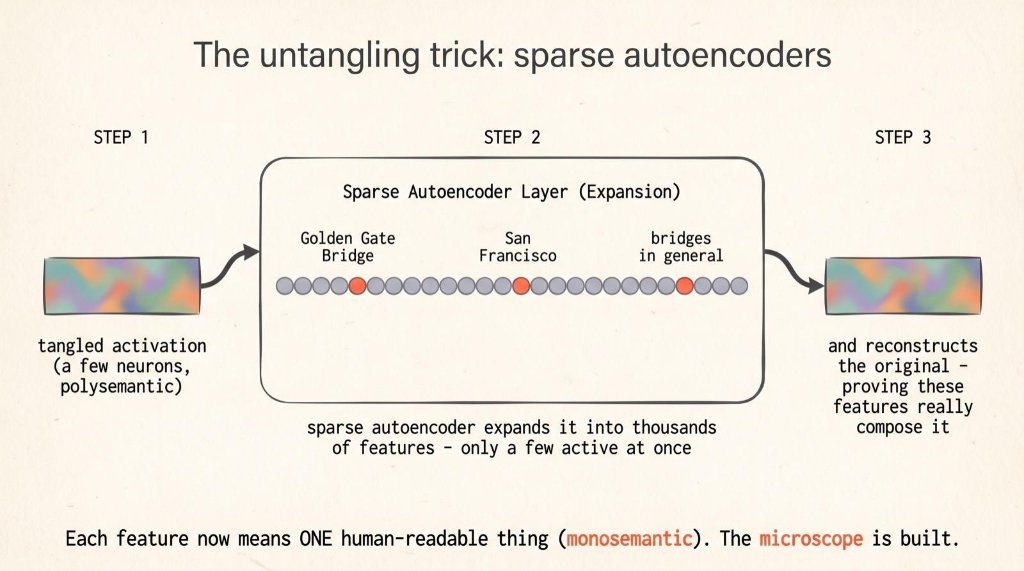 The untangling trick: sparse autoencoders
STEP 1
STEP 2
STEP 3
Sparse Autoencoder Layer (Expansion)
Golden Gate
Bridge
San
Francisco
bridges
in general
tangled activation
(a few neurons,
polysemantic)
sparse autoencoder expands it into thousands
of features – only a few active at once
and reconstructs
the original –
proving these
features really
compose it
Each feature now means ONE human-readable thing (monosemantic). The microscope is built.